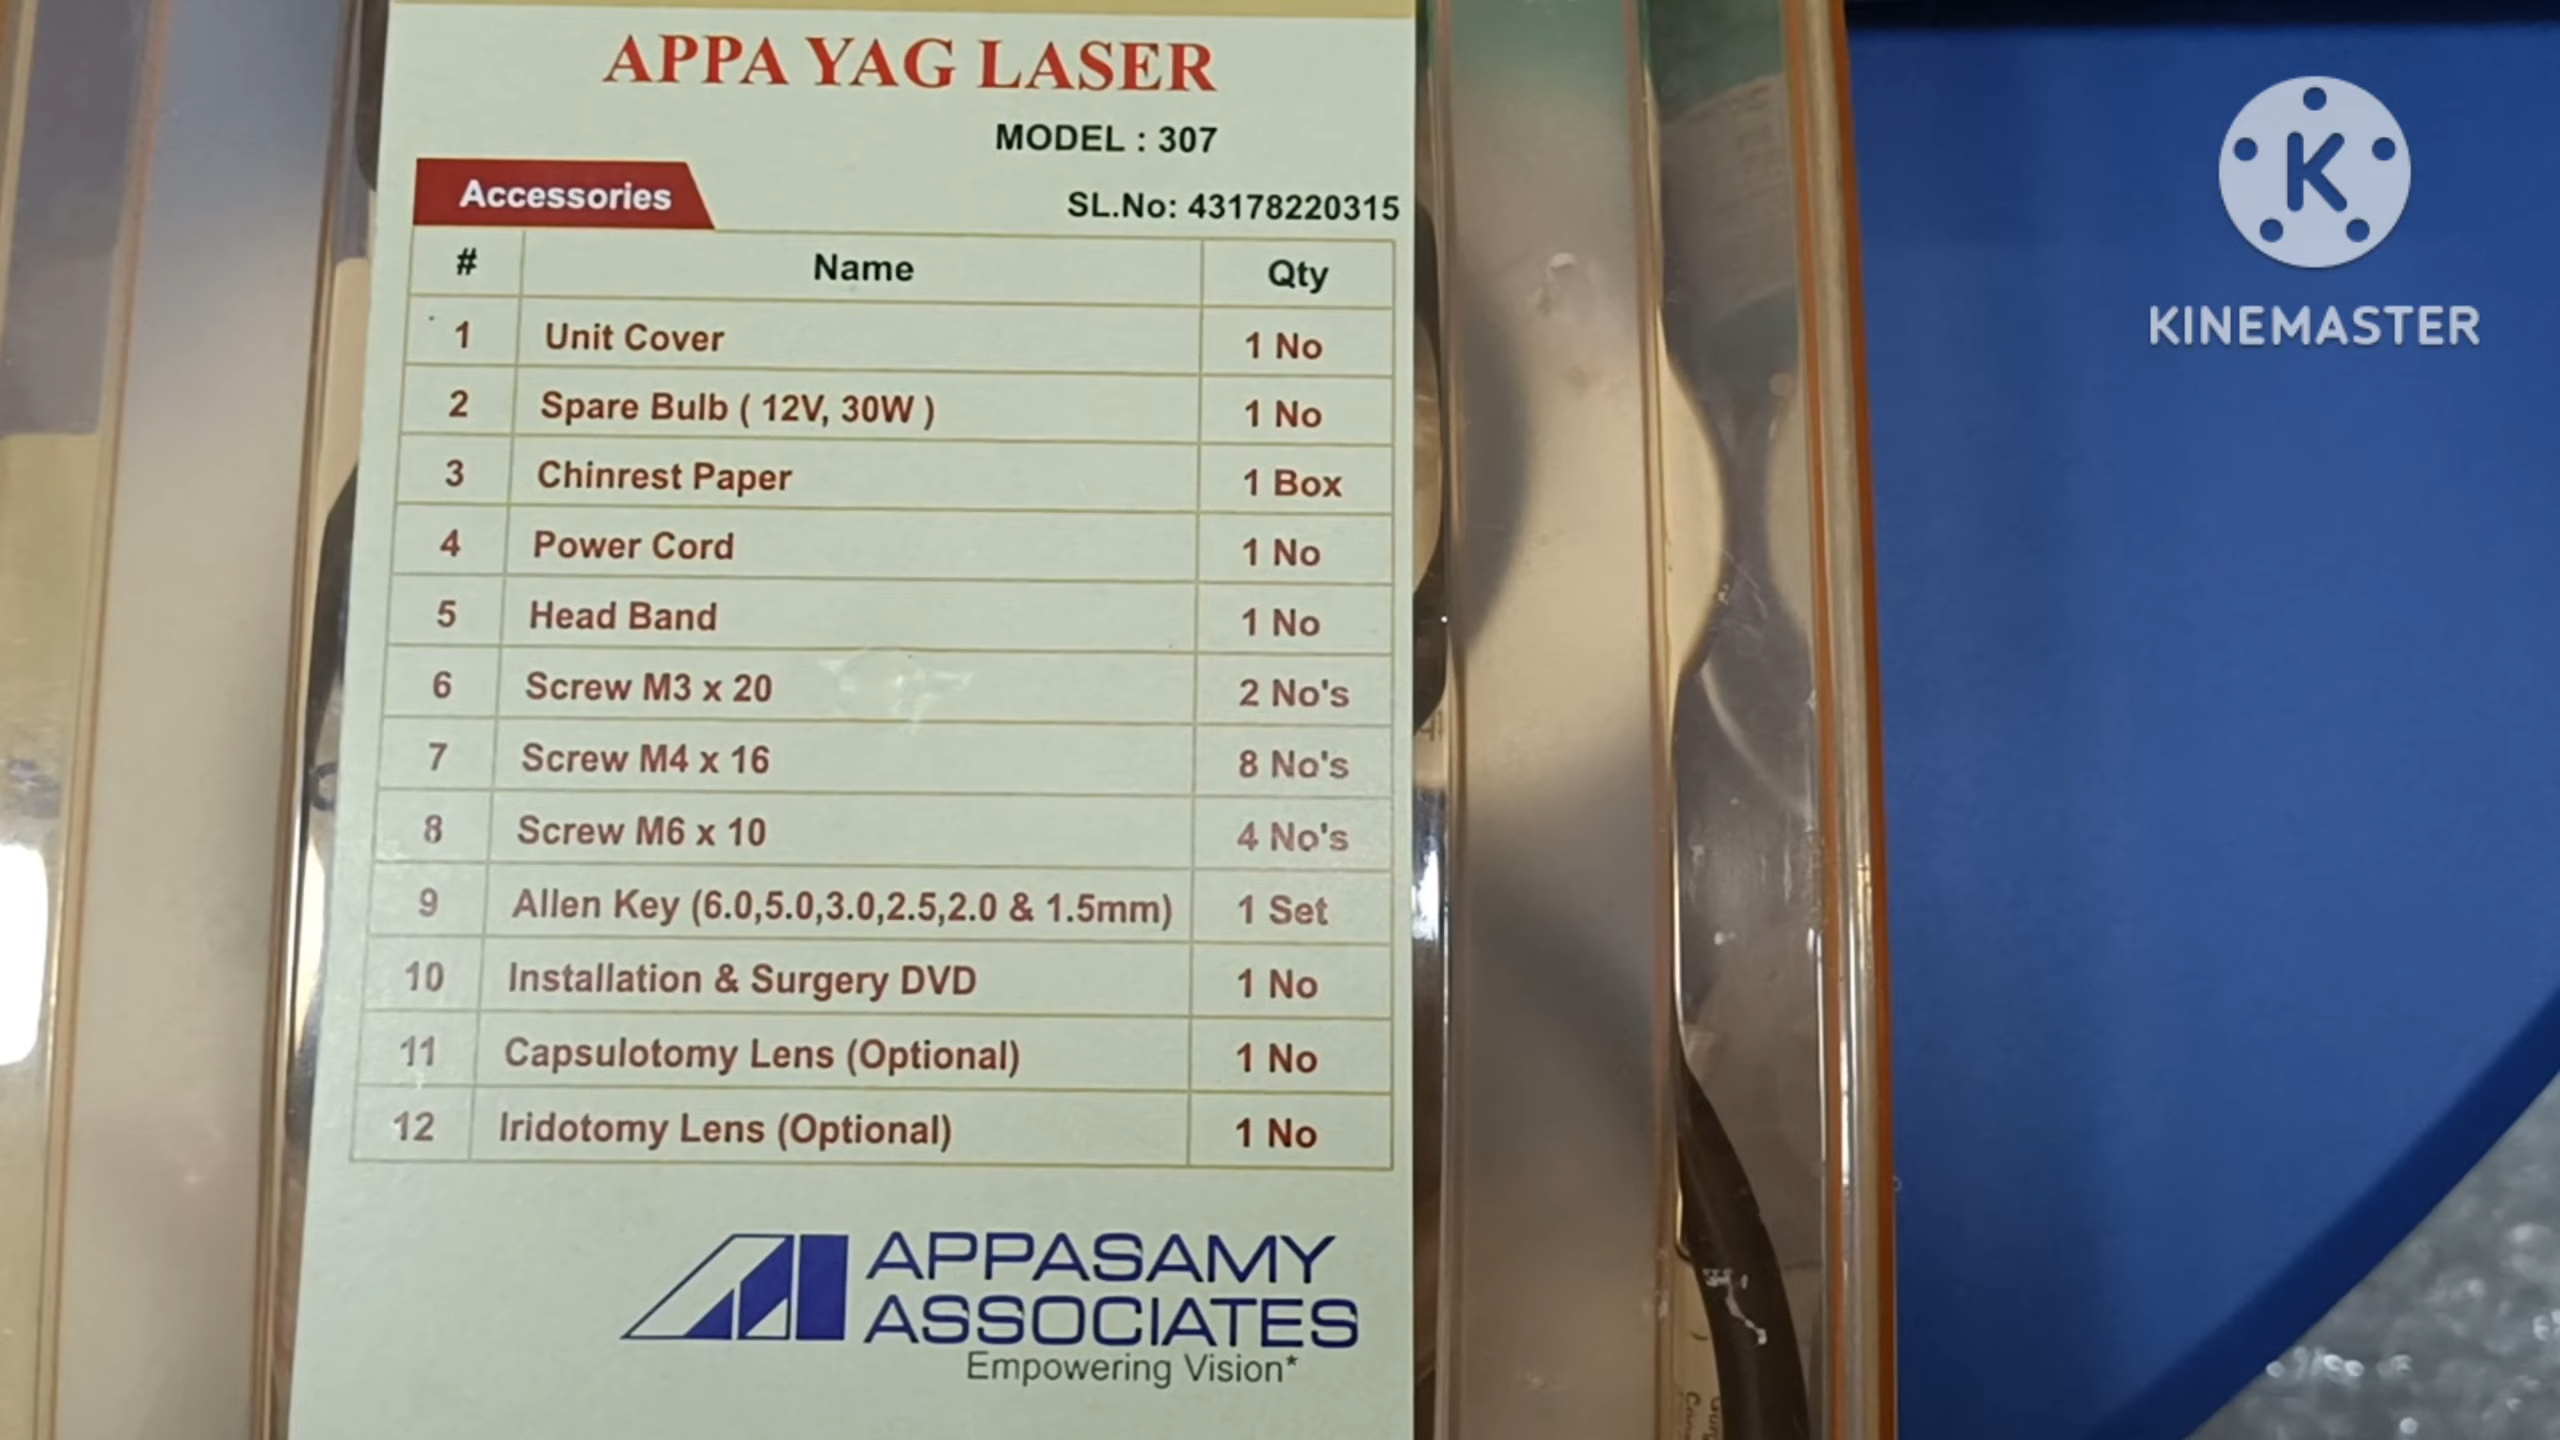 APPA YAG LASER
MODEL : 307
Accessories
SL.No: 43178220315
# Name Qty
1 Unit Cover 1 No
2 Spare Bulb ( 12V, 30W ) 1 No
3 Chinrest Paper 1 Box
4 Power Cord 1 No
5 Head Band 1 No
6 Screw M3 x 20 2 No's
7 Screw M4 x 16 8 No's
8 Screw M6 x 10 4 No's
9 Allen Key (6.0,5.0,3.0,2.5,2.0 & 1.5mm) 1 Set
10 Installation & Surgery DVD 1 No
11 Capsulotomy Lens (Optional) 1 No
12 Iridotomy Lens (Optional) 1 No
APPASAMY
ASSOCIATES
Empowering Vision*
K
KINEMASTER